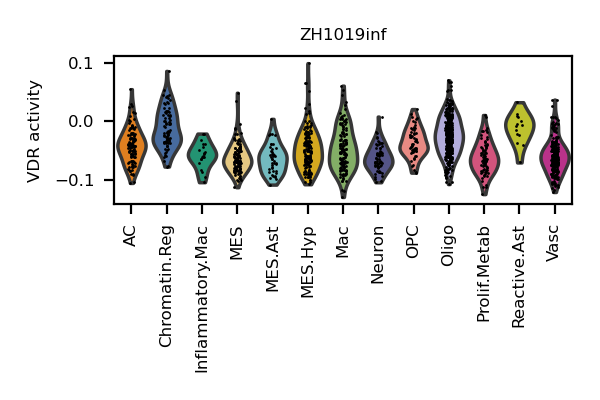 ZH1019inf
VDR activity
0.1
0.0
−0.1
AC
Chromatin.Reg
Inflammatory.Mac
MES
MES.Ast
MES.Hyp
Mac
Neuron
OPC
Oligo
Prolif.Metab
Reactive.Ast
Vasc